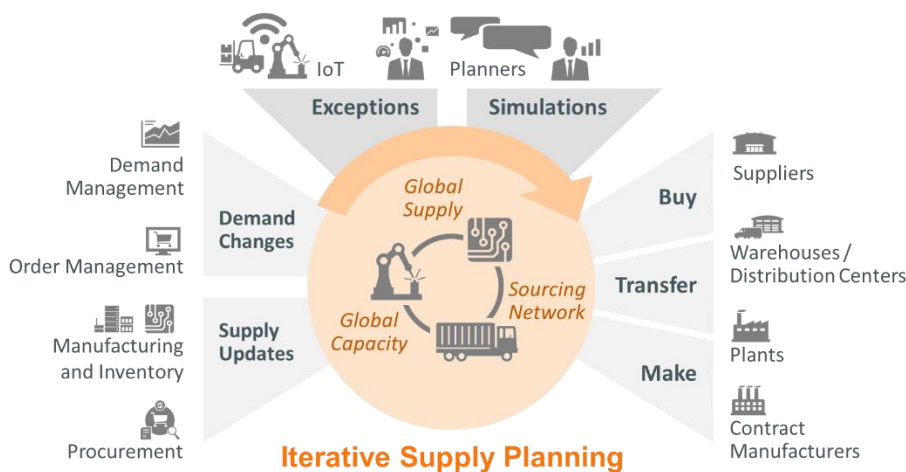 IoT
Planners
Exceptions
Simulations
Demand
Management
Order Management
Demand
Changes
Manufacturing
and Inventory
Procurement
Supply
Updates
Global
Supply
Sourcing
Network
Global
Capacity
Buy
Transfer
Make
Suppliers
Warehouses /
Distribution Centers
Plants
Contract
Manufacturers
Iterative Supply Planning